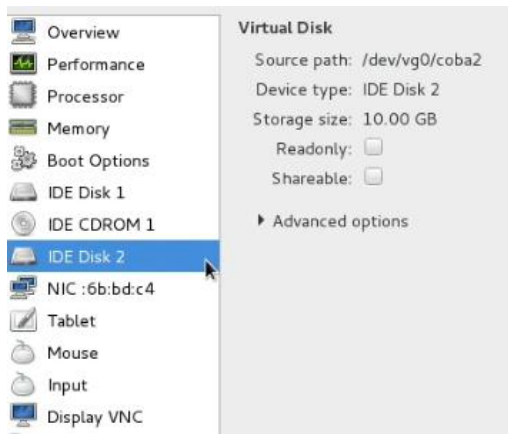 Overview
Performance
Processor
Memory
Boot Options
IDE Disk 1
IDE CDROM 1
IDE Disk 2
NIC :6b:bd:c4
Tablet
Mouse
Input
Display VNC
Virtual Disk
Source path: /dev/vg0/coba2
Device type: IDE Disk 2
Storage size: 10.00 GB
Readonly:
Shareable:
Advanced options